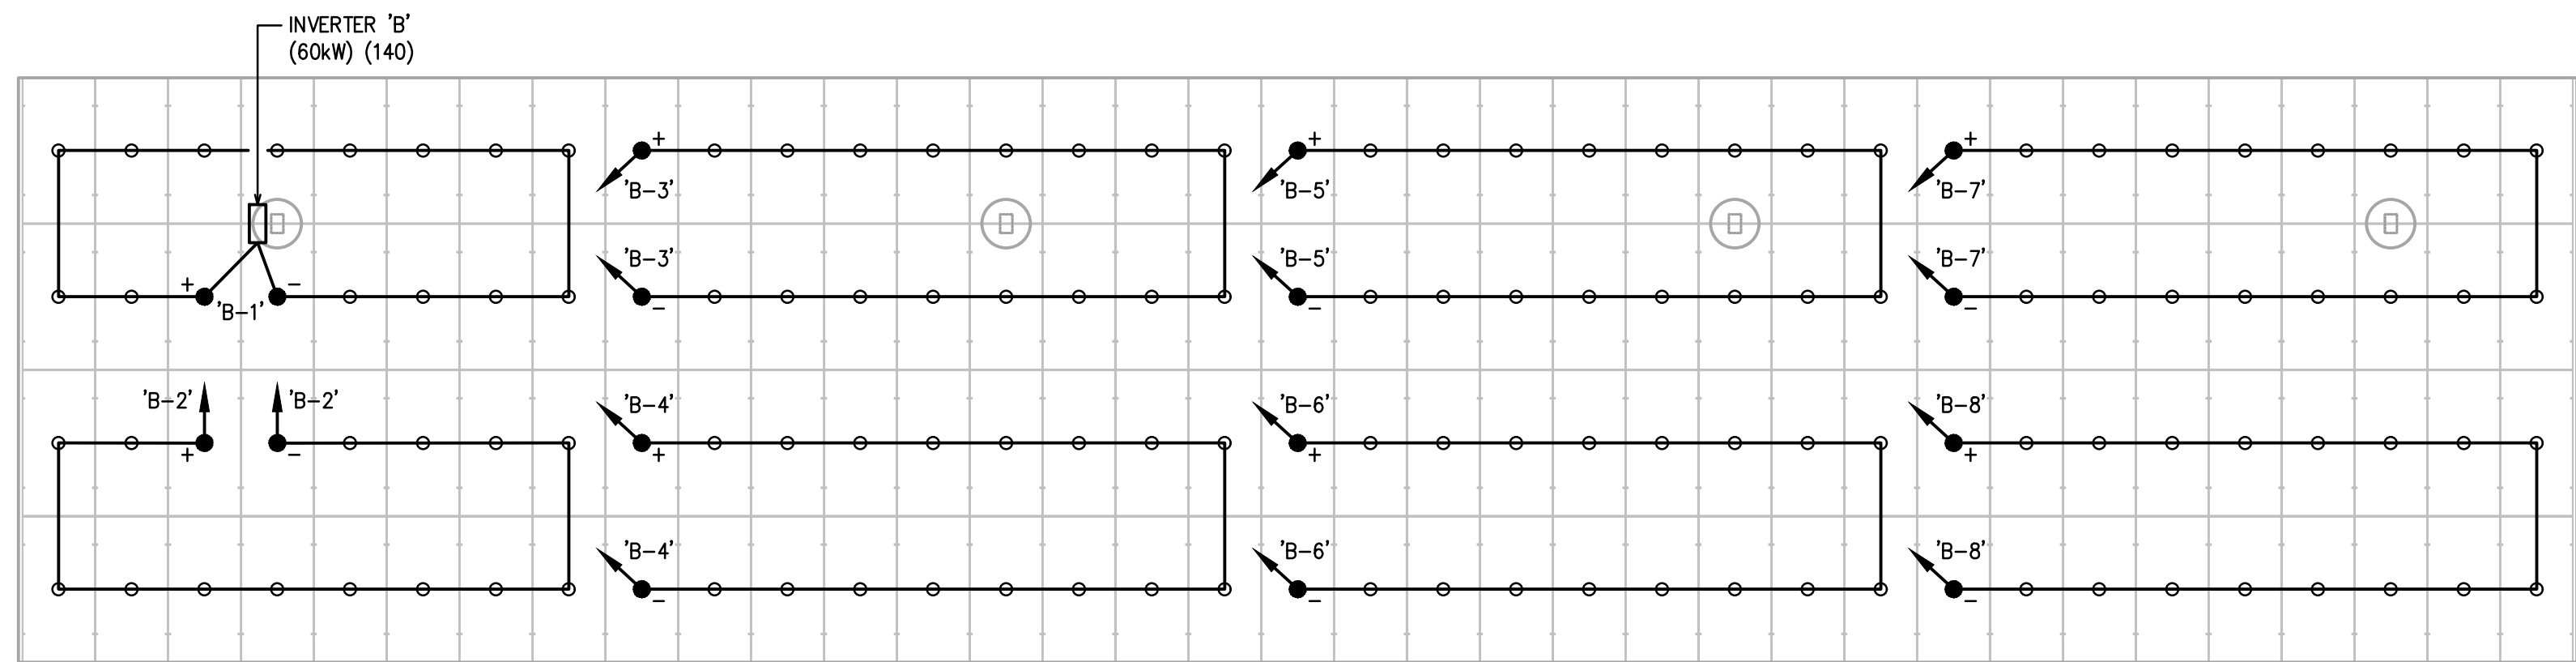 INVERTER 'B'
(60kW) (140)
+
+
+
'B-3'
'B-5'
'B-7'
'B-3'
'B-5'
'B-7'
+
−
'B-1'
−
−
−
'B-2'
'B-2'
'B-4'
'B-6'
'B-8'
+
−
+
+
+
'B-4'
'B-6'
'B-8'
−
−
−